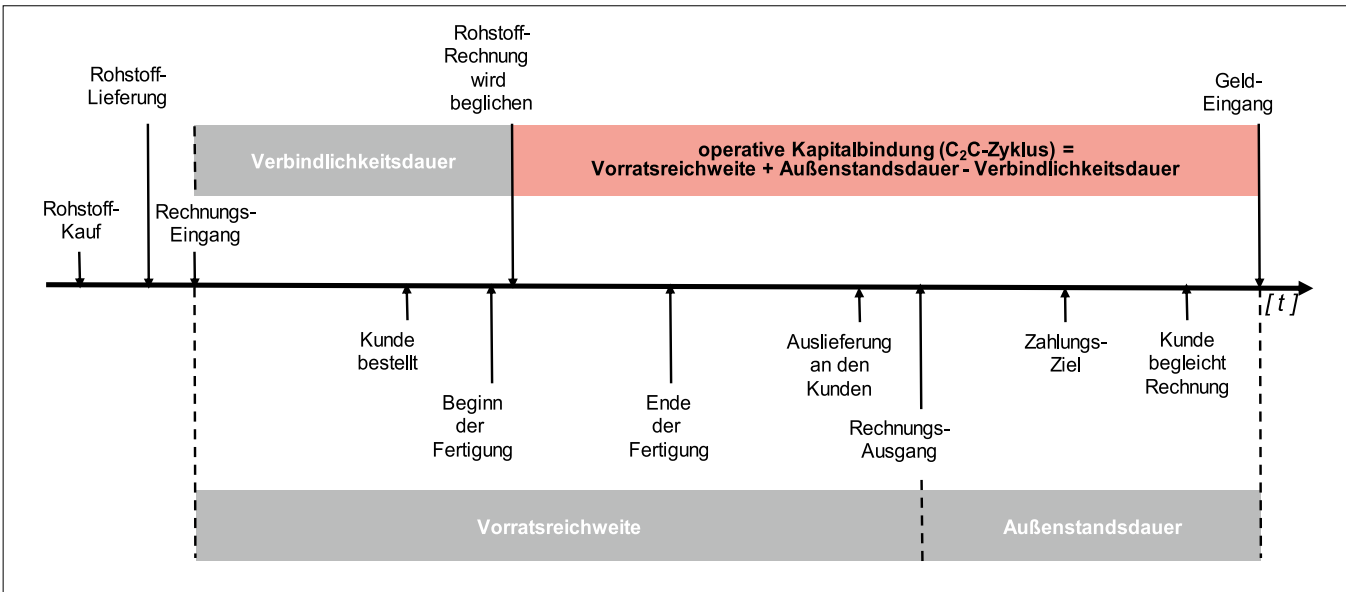 Rohstoff-
Lieferung
Rohstoff-
Rechnung
wird
beglichen
Geld-
Eingang
Verbindlichkeitsdauer
operative Kapitalbindung (C₂C-Zyklus) =
Vorratsreichweite + Außenstandsdauer - Verbindlichkeitsdauer
Rohstoff-
Kauf
Rechnungs-
Eingang
[ t ]
Kunde
bestellt
Beginn
der
Fertigung
Ende
der
Fertigung
Auslieferung
an den
Kunden
Rechnungs-
Ausgang
Zahlungs-
Ziel
Kunde
begleicht
Rechnung
Vorratsreichweite
Außenstandsdauer